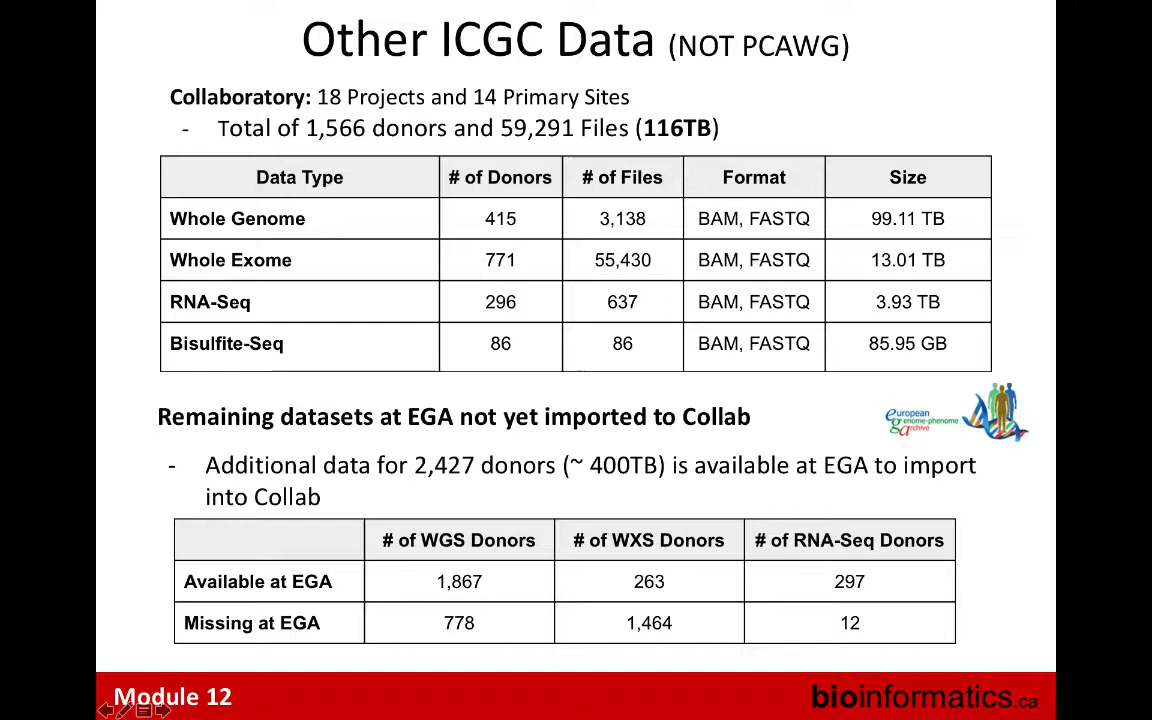 Other ICGC Data (NOT PCAWG)
Collaboratory: 18 Projects and 14 Primary Sites
- Total of 1,566 donors and 59,291 Files (116TB)
Data Type # of Donors # of Files Format Size
Whole Genome 415 3,138 BAM, FASTQ 99.11 TB
Whole Exome 771 55,430 BAM, FASTQ 13.01 TB
RNA-Seq 296 637 BAM, FASTQ 3.93 TB
Bisulfite-Seq 86 86 BAM, FASTQ 85.95 GB
Remaining datasets at EGA not yet imported to Collab
european
genome-phenome
archive
- Additional data for 2,427 donors (~ 400TB) is available at EGA to import
into Collab
# of WGS Donors # of WXS Donors # of RNA-Seq Donors
Available at EGA 1,867 263 297
Missing at EGA 778 1,464 12
Module 12
bioinformatics.ca